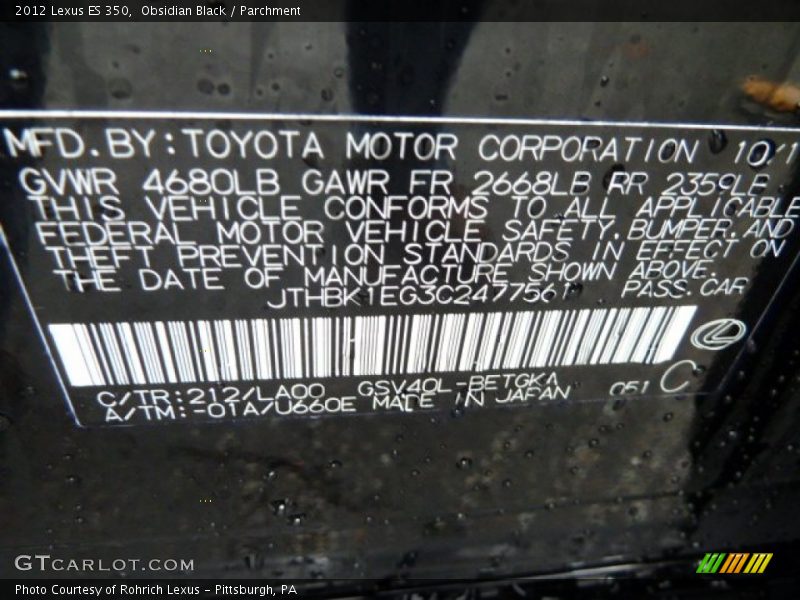 2012 Lexus ES 350,  Obsidian Black / Parchment
MFD.BY:TOYOTA MOTOR CORPORATION 10/1
GVWR 4680LB GAWR FR 2668LB RR 2359LB
THIS VEHICLE CONFORMS TO ALL APPLICABLE
FEDERAL MOTOR VEHICLE SAFETY,BUMPER,AND
THEFT PREVENTION STANDARDS IN EFFECT ON
THE DATE OF MANUFACTURE SHOWN ABOVE.
JTHBK1EG3C2477561 PASS.CAR
C/TR:212/LA00 GSV40L-BETGKA 051 C
A/TM:-01A/U660E MADE IN JAPAN
GTCARLOT.COM
Photo Courtesy of Rohrich Lexus – Pittsburgh, PA